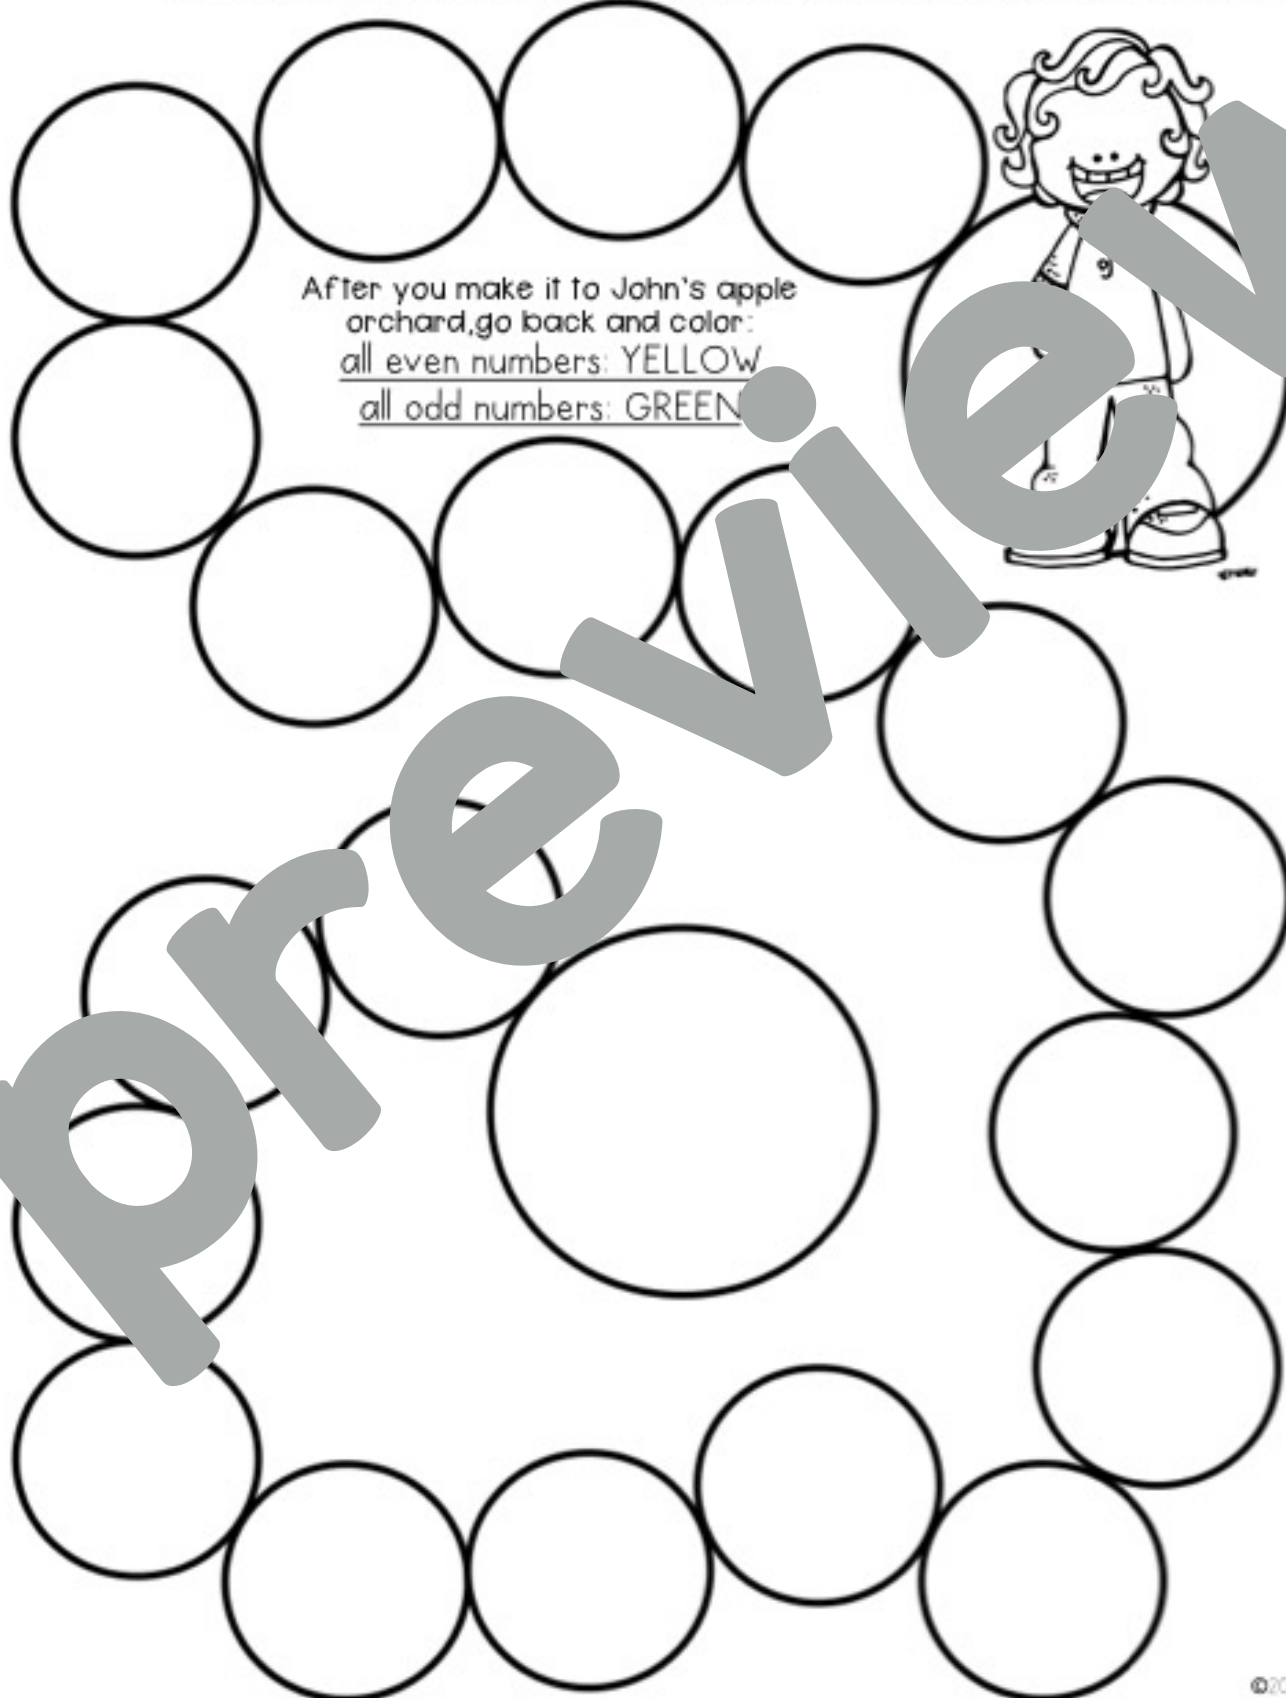 After you make it to John's apple
orchard,go back and color:
all even numbers: YELLOW
all odd numbers: GREEN
preview